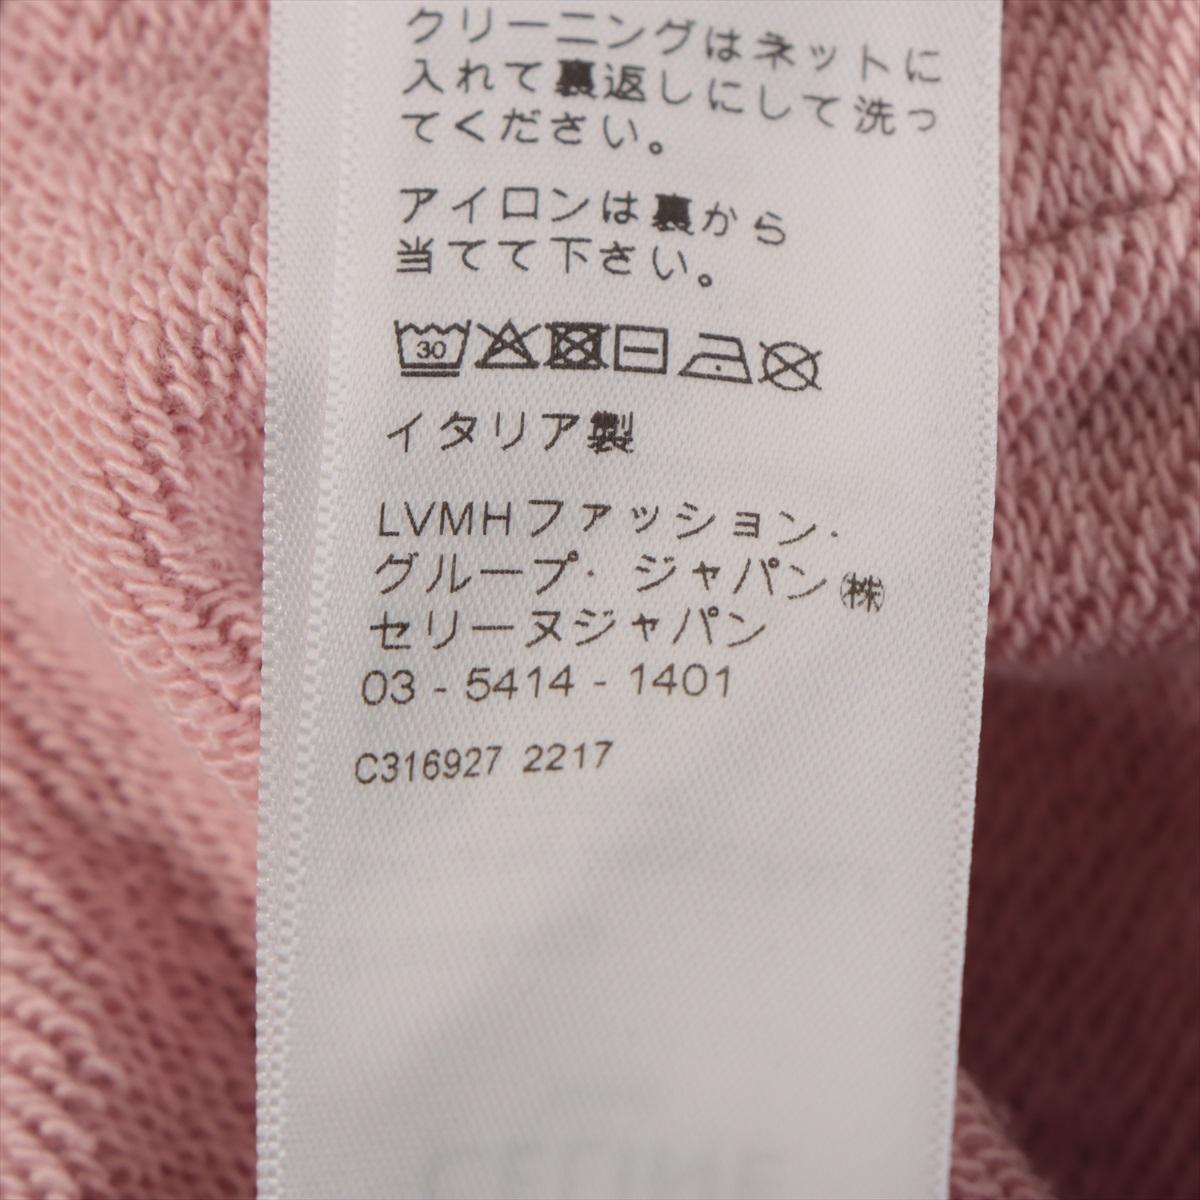 クリーニングはネットに
入れて裏返しにして洗っ
てください。
アイロンは裏から
当てて下さい。
30
イタリア製
LVMHファッション・
グループ・ジャパン㈱
セリーヌジャパン
03 - 5414 - 1401
C316927 2217